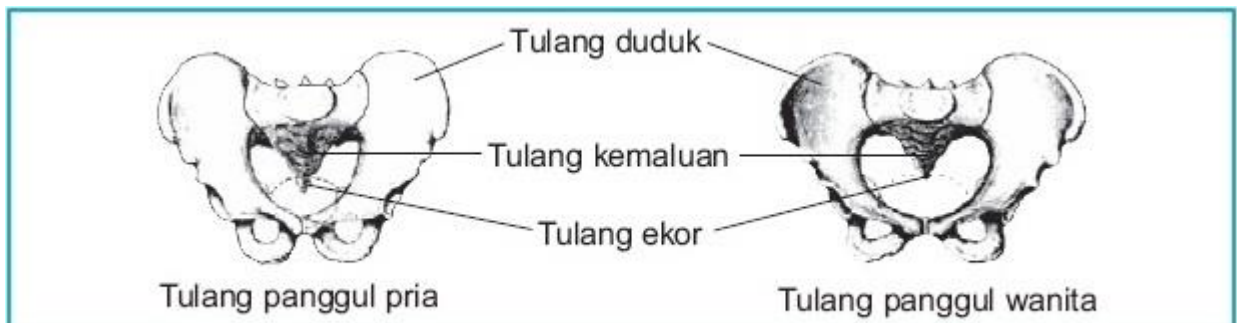 Tulang duduk
Tulang kemaluan
Tulang ekor
Tulang panggul pria
Tulang panggul wanita